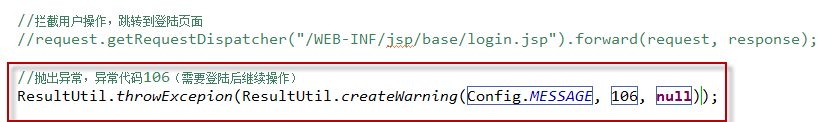 //拦截用户操作，跳转到登陆页面
//request.getRequestDispatcher("/WEB-INF/jsp/base/login.jsp").forward(request, response);
//抛出异常，异常代码106（需要登陆后继续操作）
ResultUtil.throwExcepion(ResultUtil.createWarning(Config.MESSAGE, 106, null));